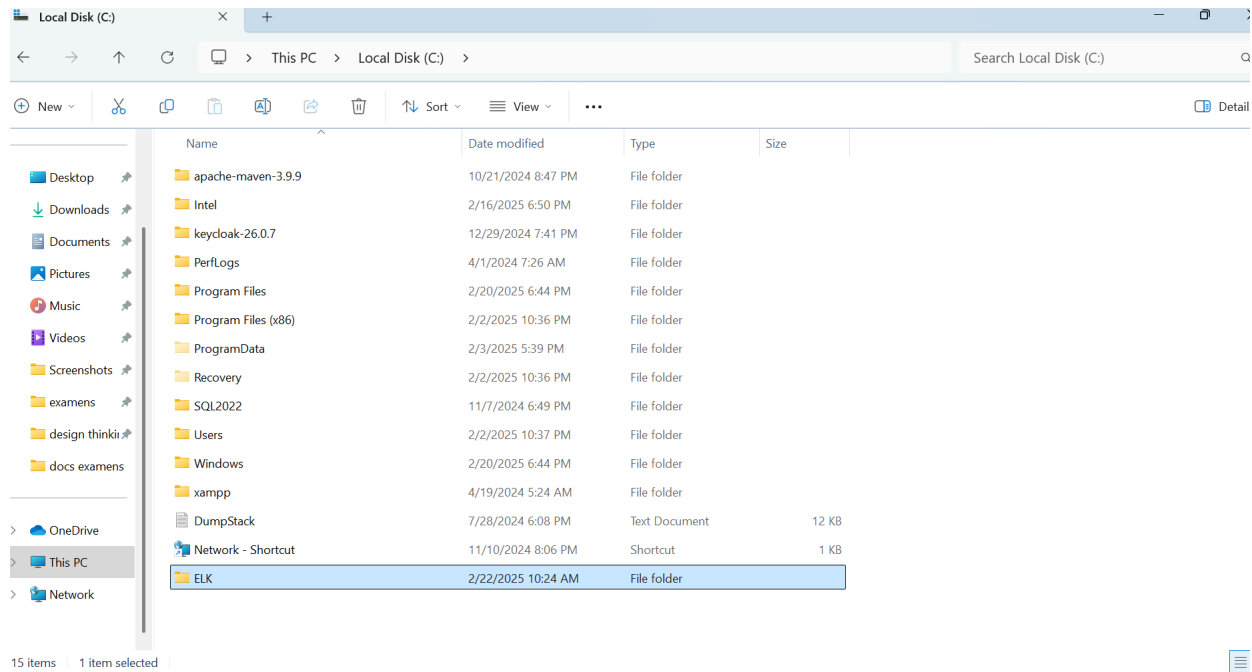 Local Disk (C:)
This PC Local Disk (C:) Search Local Disk (C:)
New Sort View Detail
Name Date modified Type Size
Desktop
Downloads
Documents
Pictures
Music
Videos
Screenshots
examens
design thinkin
docs examens
OneDrive
This PC
Network
apache-maven-3.9.9 10/21/2024 8:47 PM File folder
Intel 2/16/2025 6:50 PM File folder
keycloak-26.0.7 12/29/2024 7:41 PM File folder
PerfLogs 4/1/2024 7:26 AM File folder
Program Files 2/20/2025 6:44 PM File folder
Program Files (x86) 2/2/2025 10:36 PM File folder
ProgramData 2/3/2025 5:39 PM File folder
Recovery 2/2/2025 10:36 PM File folder
SQL2022 11/7/2024 6:49 PM File folder
Users 2/2/2025 10:37 PM File folder
Windows 2/20/2025 6:44 PM File folder
xampp 4/19/2024 5:24 AM File folder
DumpStack 7/28/2024 6:08 PM Text Document 12 KB
Network - Shortcut 11/10/2024 8:06 PM Shortcut 1 KB
ELK 2/22/2025 10:24 AM File folder
15 items 1 item selected